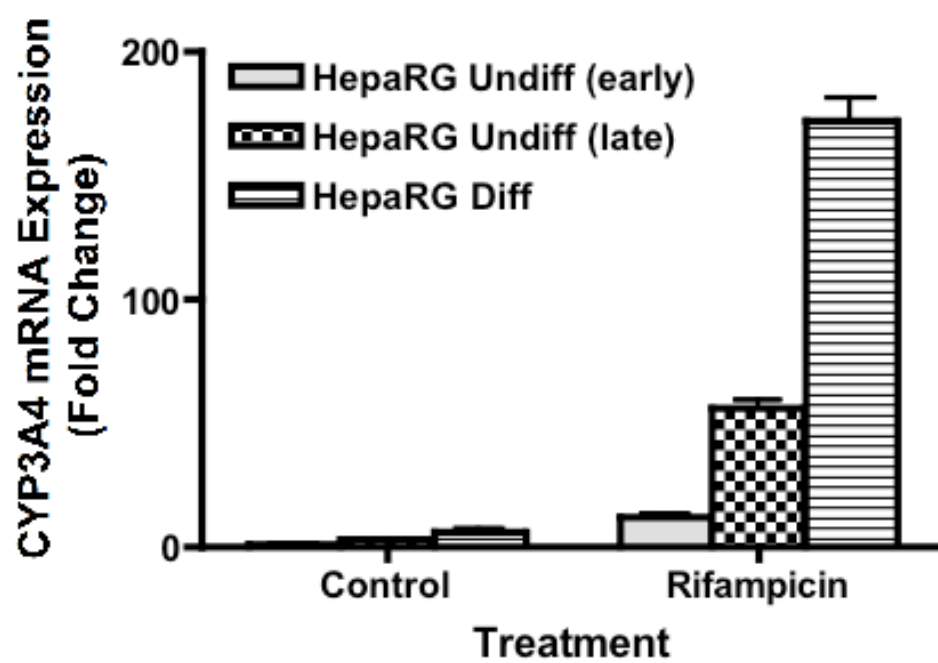 CYP3A4 mRNA Expression
(Fold Change)
200
100
0
HepaRG Undiff (early)
HepaRG Undiff (late)
HepaRG Diff
Control
Rifampicin
Treatment